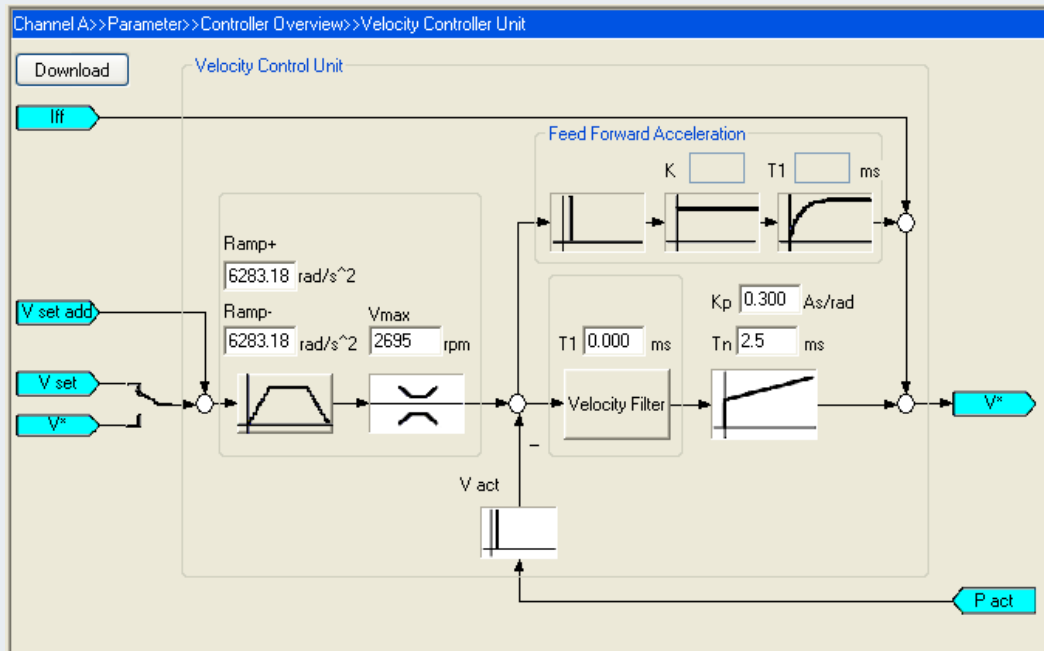 Channel A>>Parameter>>Controller Overview>>Velocity Controller Unit
Download
Velocity Control Unit
Iff
Feed Forward Acceleration
K T1 ms
Ramp+
6283.18 rad/s^2
Ramp-
6283.18 rad/s^2
Vmax
2695 rpm
Kp 0.300 As/rad
T1 0.000 ms
Tn 2.5 ms
V set add
V set
V*
Velocity Filter
V*
–
V act
P act